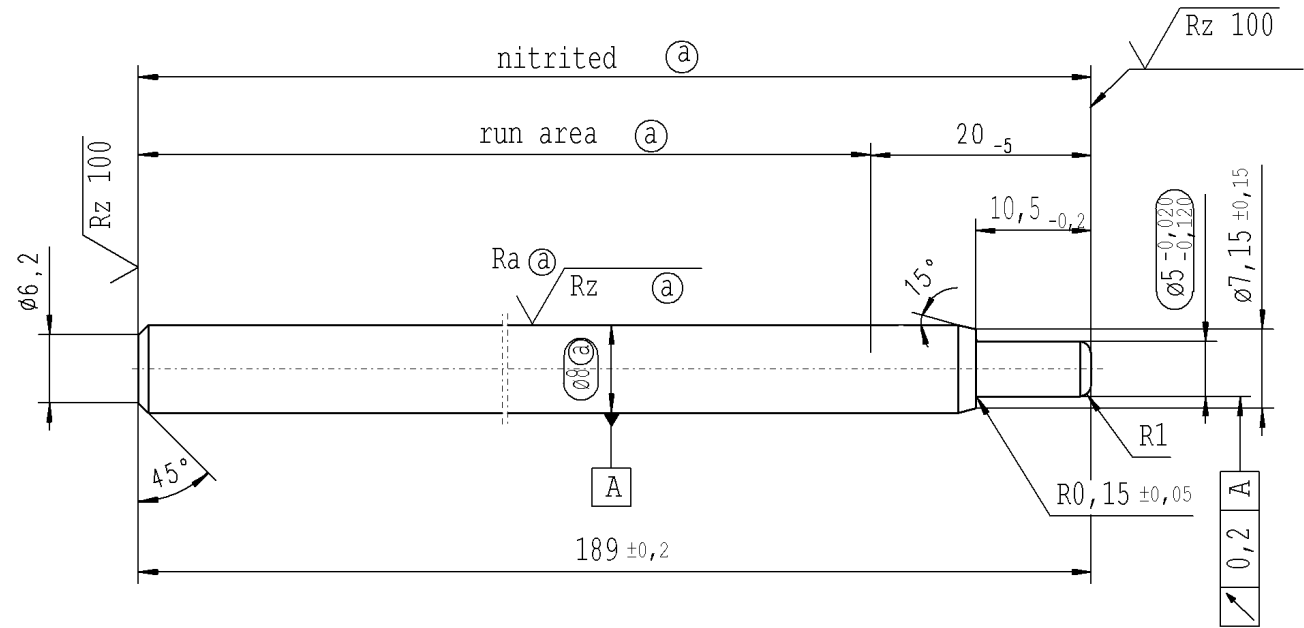 Rz 100
nitrited ⓐ
run area ⓐ
20 -5
Rz 100
10,5 -0,2
ø5 -0,020 -0,120
ø7,15 ±0,15
Ra ⓐ
Rz ⓐ
15°
ø6,2
ø8 ⓐ
R1
45°
A
R0,15 ±0,05
A
0,2
189 ±0,2